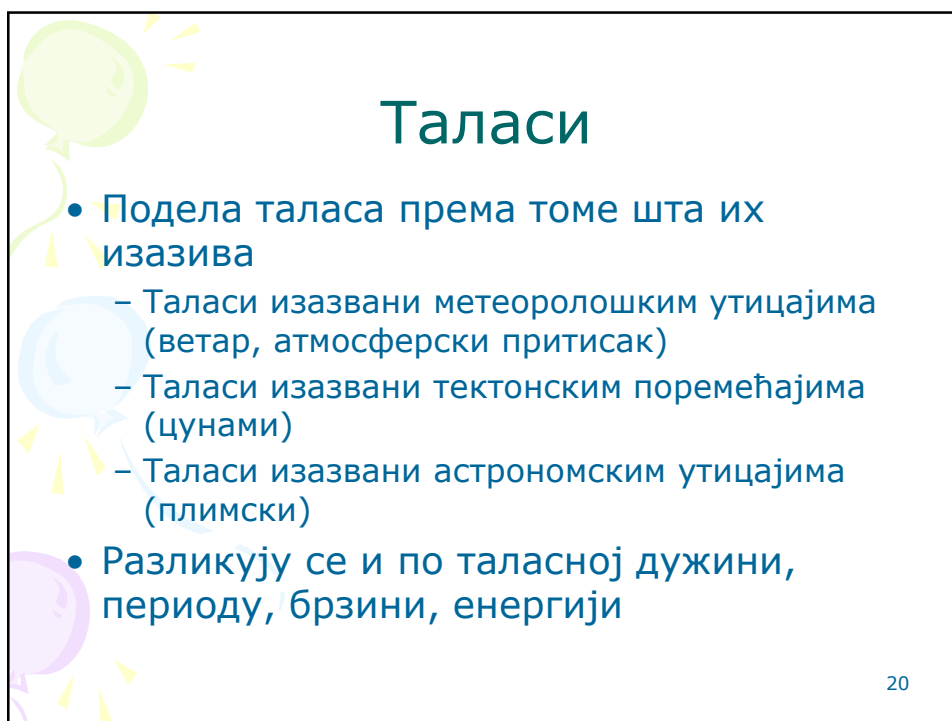 Таласи
• Подела таласа према томе шта их
изазива
– Таласи изазвани метеоролошким утицајима
(ветар, атмосферски притисак)
– Таласи изазвани тектонским поремећајима
(цунами)
– Таласи изазвани астрономским утицајима
(плимски)
• Разликују се и по таласној дужини,
периоду, брзини, енергији
20